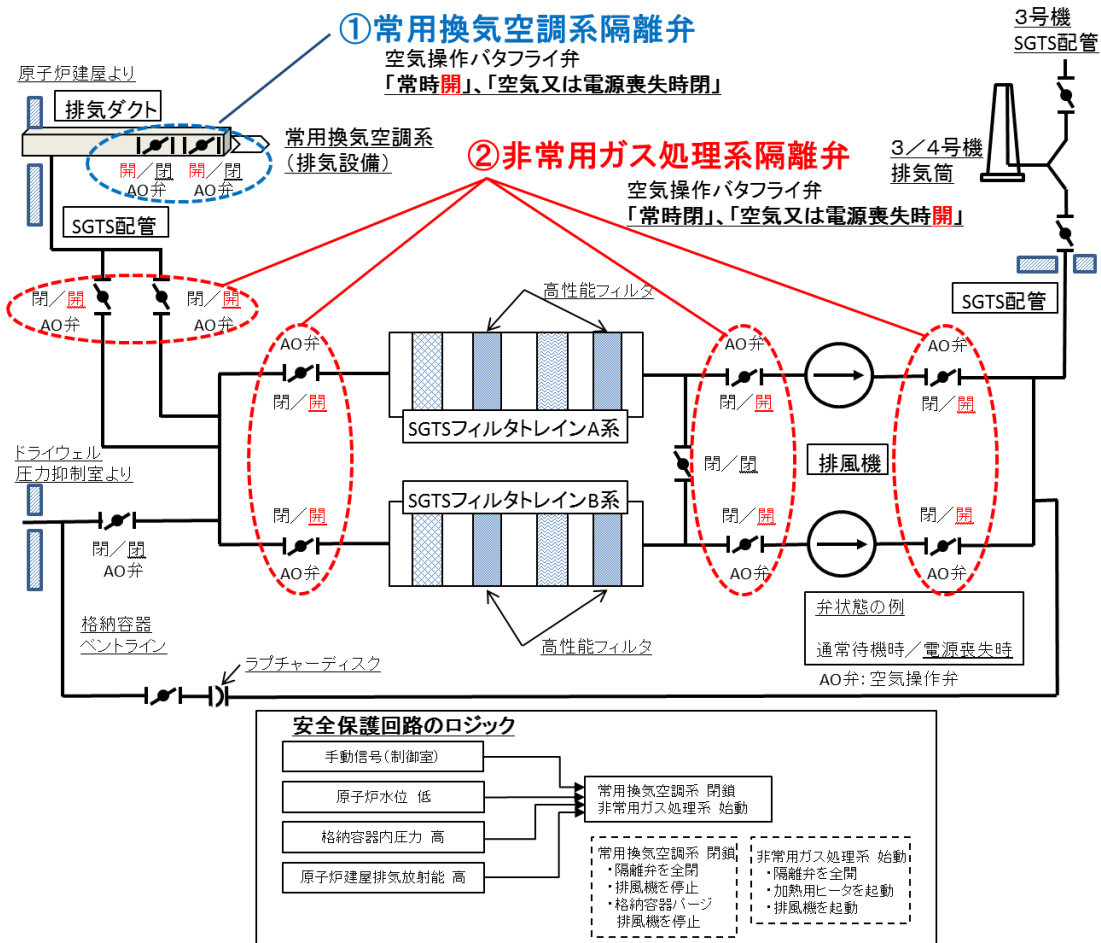 ①常用換気空調系隔離弁
空気操作バタフライ弁
「常時開」、「空気又は電源喪失時閉」
3号機
SGTS配管
原子炉建屋より
排気ダクト
常用換気空調系
(排気設備)
開/閉 開/閉
AO弁 AO弁
②非常用ガス処理系隔離弁
空気操作バタフライ弁
「常時閉」、「空気又は電源喪失時開」
3/4号機
排気筒
SGTS配管
SGTS配管
閉/開
AO弁
閉/開
AO弁
高性能フィルタ
AO弁
閉/開
SGTSフィルタトレインA系
AO弁
閉/開
AO弁
閉/開
ドライウェル
圧力抑制室より
閉/閉
排風機
閉/閉
AO弁
SGTSフィルタトレインB系
閉/開
AO弁
閉/開
AO弁
閉/開
AO弁
高性能フィルタ
弁状態の例
通常待機時/電源喪失時
AO弁:空気操作弁
格納容器
ベントライン
ラプチャーディスク
安全保護回路のロジック
手動信号(制御室)
原子炉水位 低
格納容器内圧力 高
原子炉建屋排気放射能 高
常用換気空調系 閉鎖
非常用ガス処理系 始動
常用換気空調系 閉鎖
・隔離弁を全閉
・排風機を停止
・格納容器パージ
排風機を停止
非常用ガス処理系 始動
・隔離弁を全開
・加熱用ヒータを起動
・排風機を起動